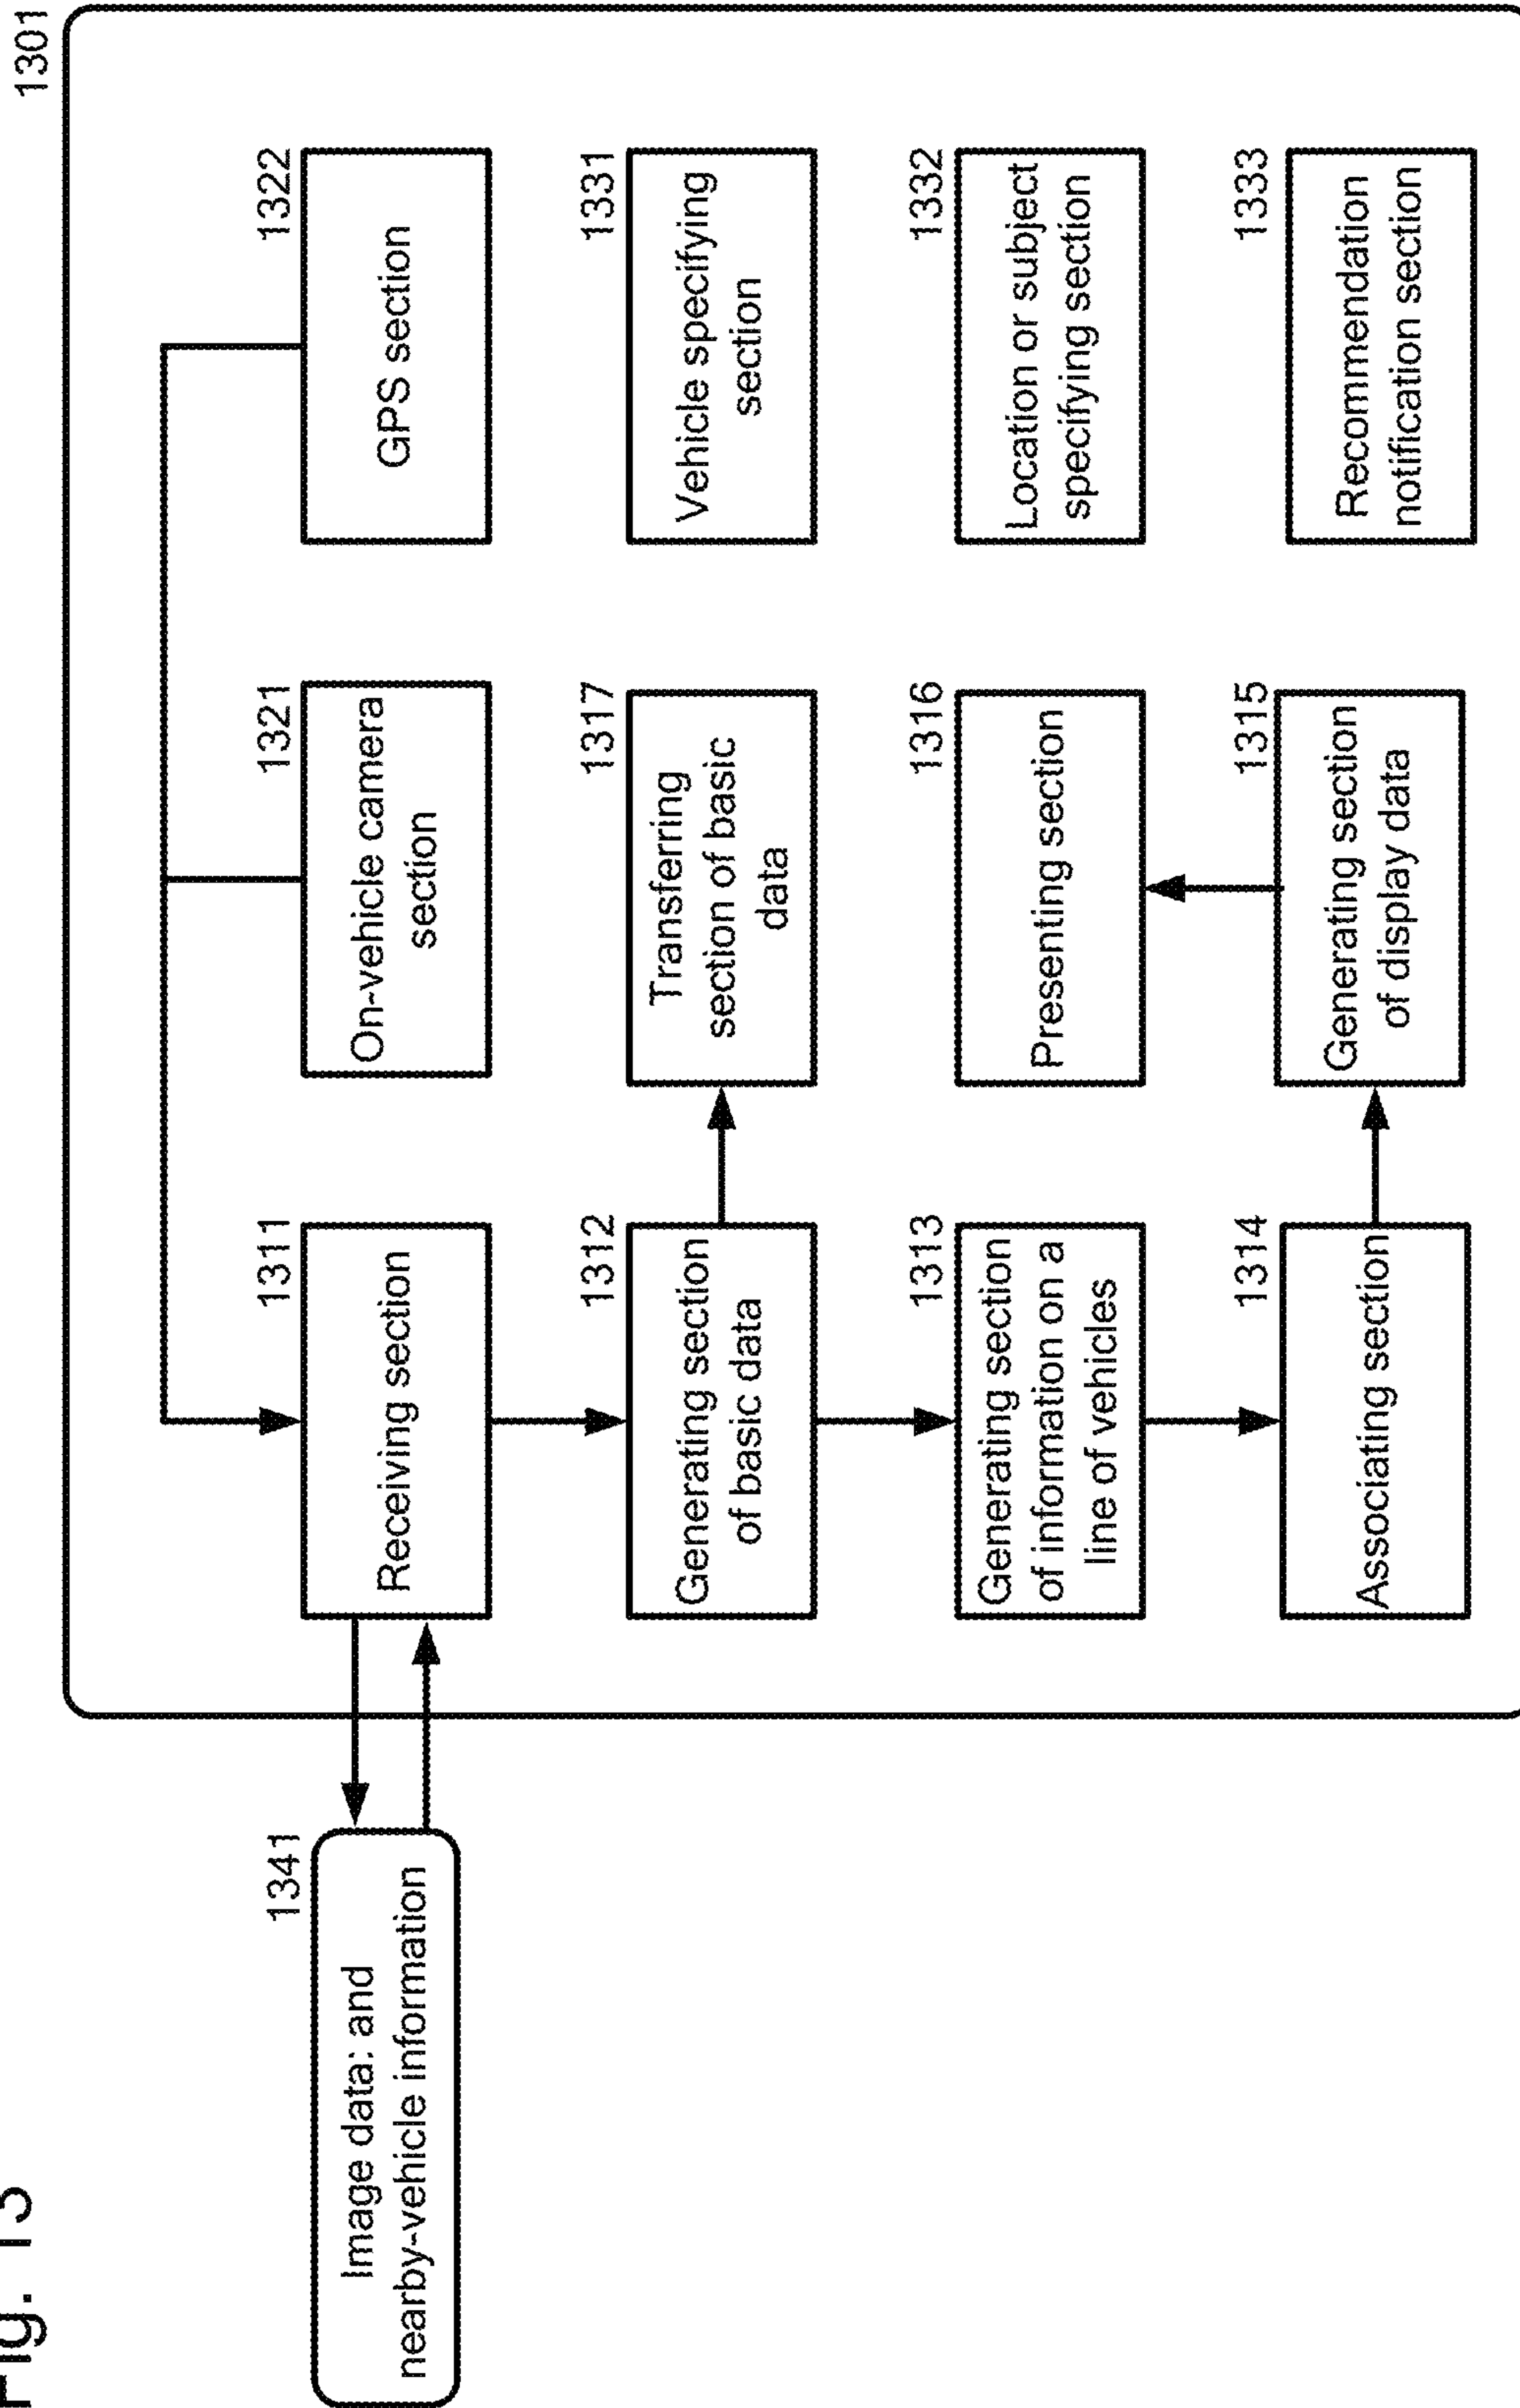 Fig. 13
1301
1341
Image data: and
nearby-vehicle information
1311
Receiving section
1321
On-vehicle camera
section
1322
GPS section
1312
Generating section
of basic data
1317
Transferring
section of basic
data
1331
Vehicle specifying
section
1313
Generating section
of information on a
line of vehicles
1316
Presenting section
1332
Location or subject
specifying section
1314
Associating section
1315
Generating section
of display data
1333
Recommendation
notification section